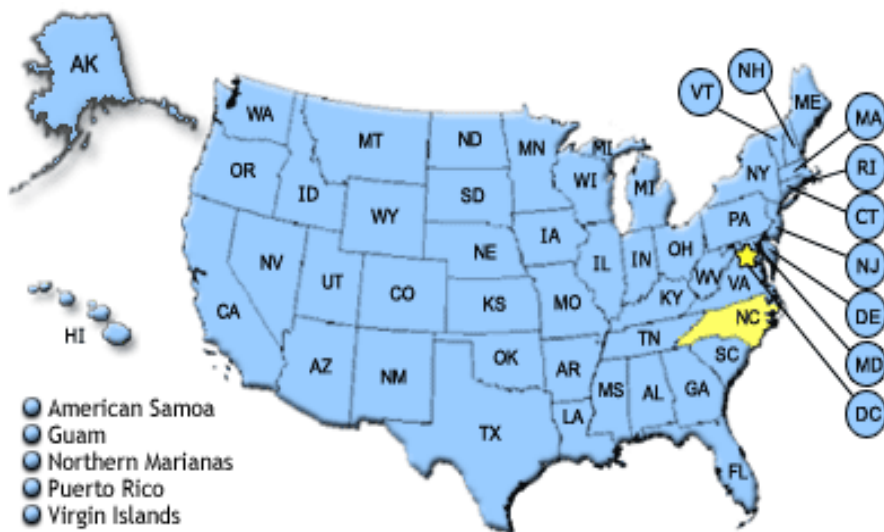 AK
VT
NH
ME
MA
RI
CT
NJ
DE
MD
DC
WA
MT
ND
MN
MI
OR
ID
SD
WI
MI
NY
WY
IA
PA
NE
IL
IN
OH
NV
UT
CO
KS
MO
WV
VA
KY
CA
NC
TN
OK
AZ
NM
AR
SC
MS
AL
GA
TX
LA
FL
HI
American Samoa
Guam
Northern Marianas
Puerto Rico
Virgin Islands